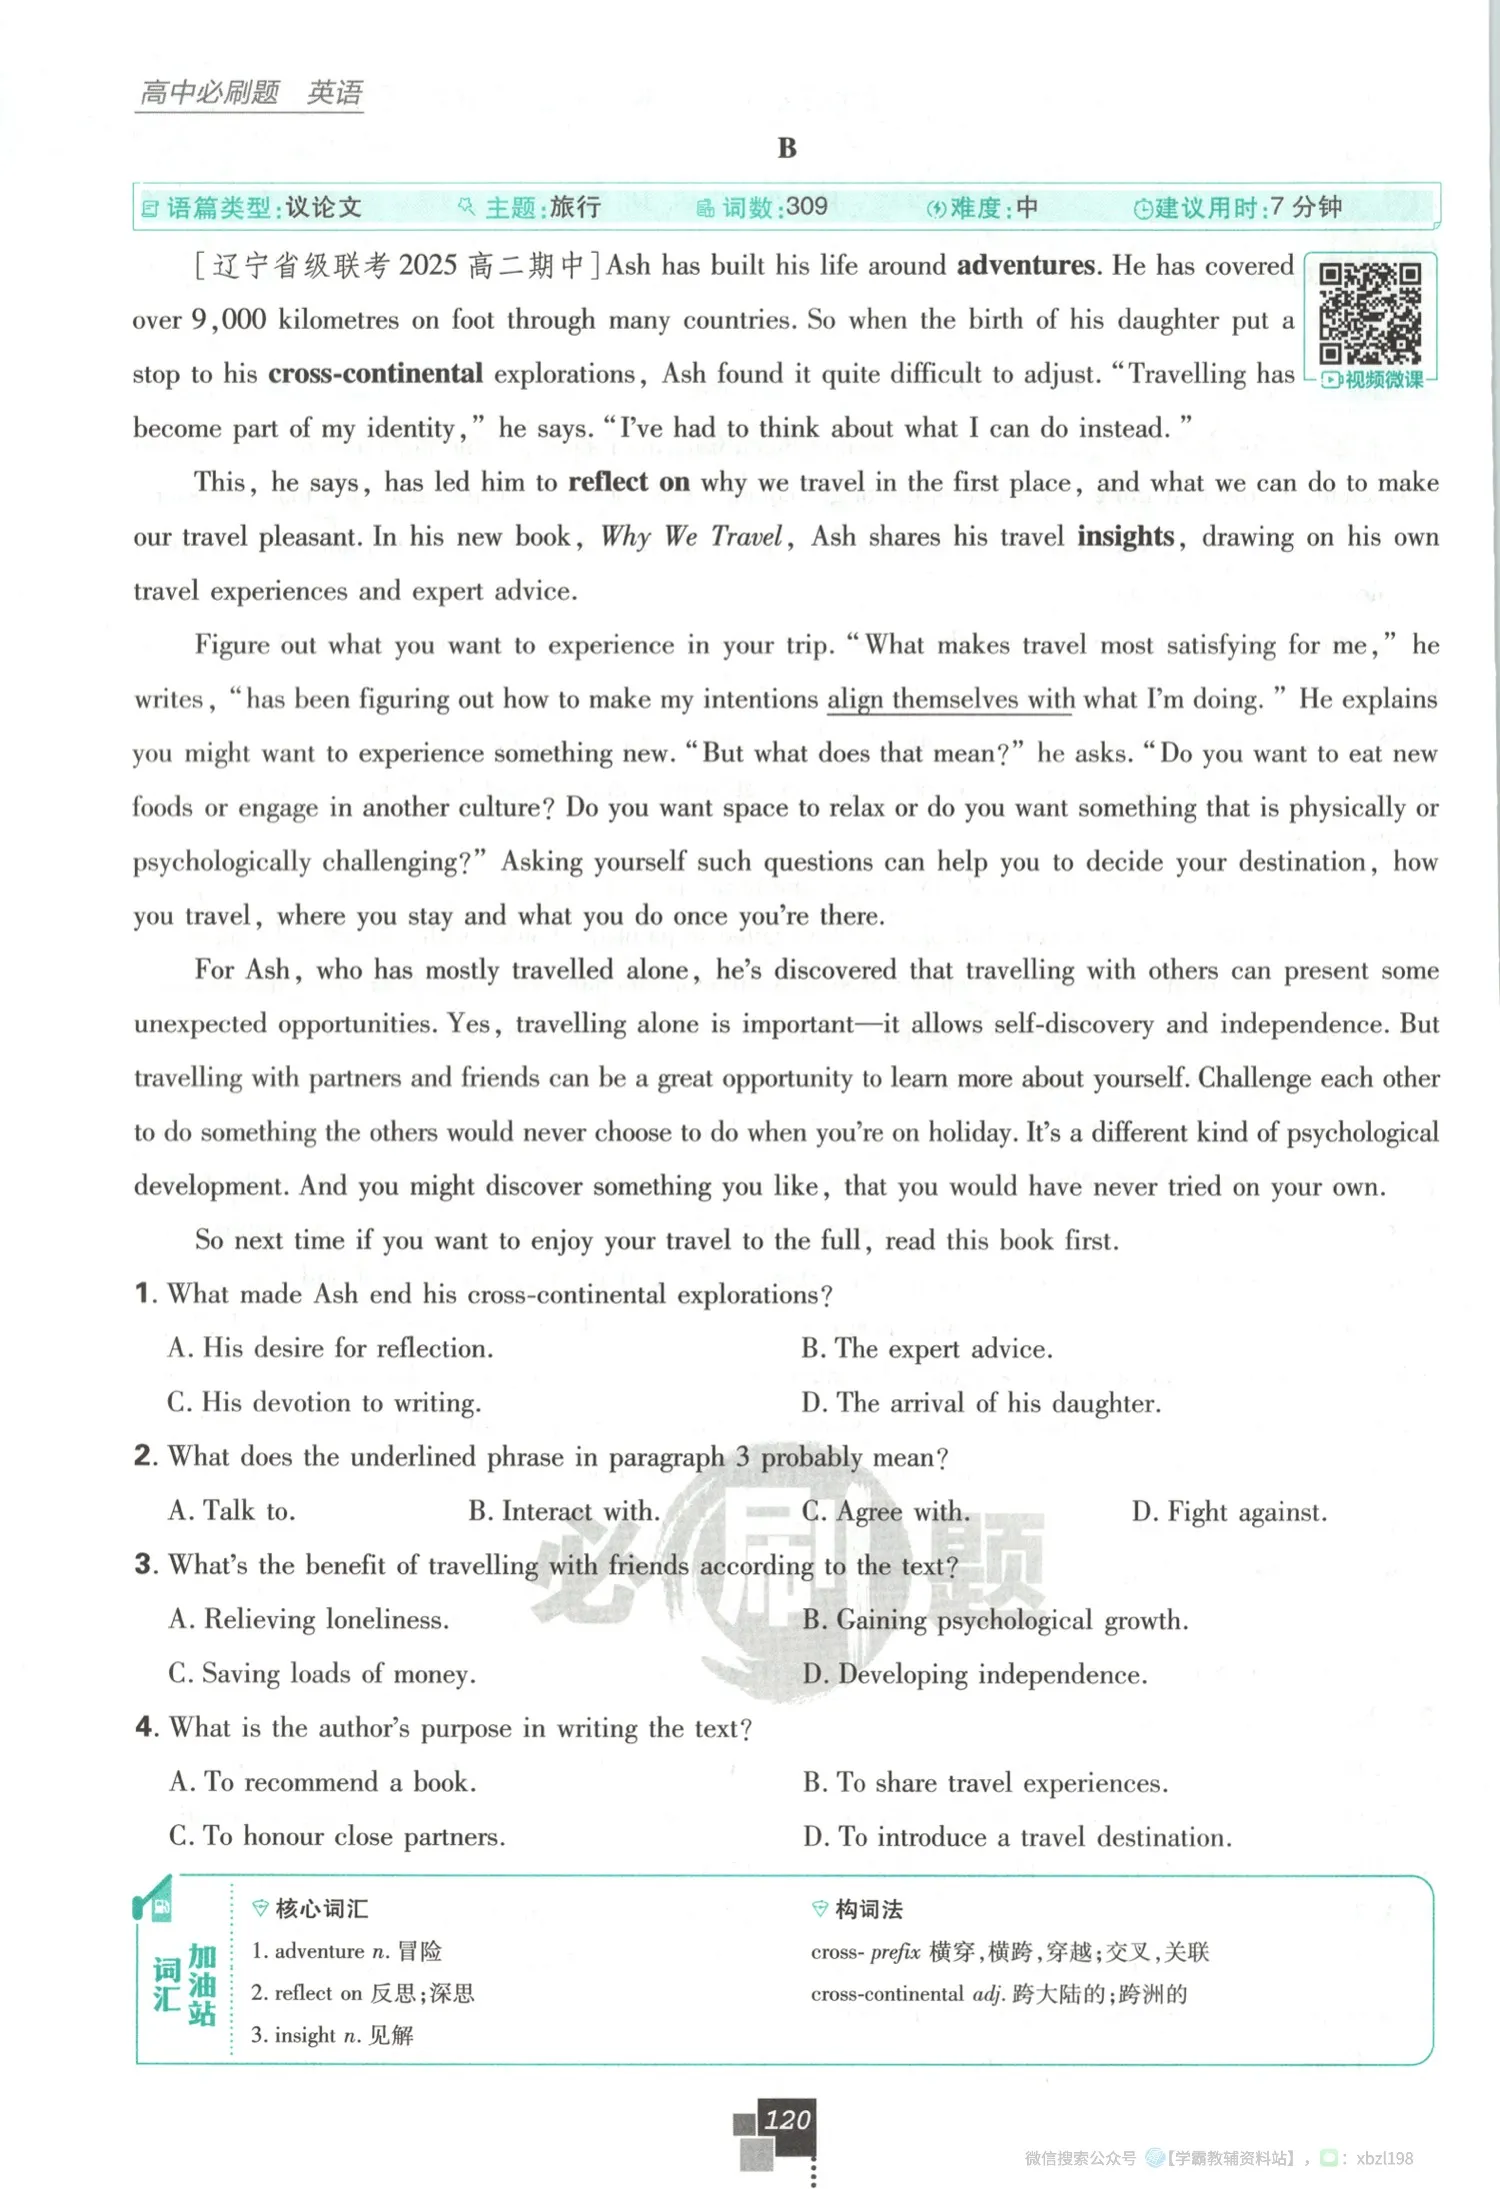 高中必刷题 英语
B
语篇类型:议论文 主题:旅行 词数:309 难度:中 建议用时:7 分钟
[辽宁省级联考 2025 高二期中]Ash has built his life around adventures. He has covered
over 9,000 kilometres on foot through many countries. So when the birth of his daughter put a
stop to his cross-continental explorations, Ash found it quite difficult to adjust. “Travelling has
视频微课
become part of my identity,” he says. “I’ve had to think about what I can do instead.”
This, he says, has led him to reflect on why we travel in the first place, and what we can do to make
our travel pleasant. In his new book, Why We Travel, Ash shares his travel insights, drawing on his own
travel experiences and expert advice.
Figure out what you want to experience in your trip. “What makes travel most satisfying for me,” he
writes, “has been figuring out how to make my intentions align themselves with what I’m doing.” He explains
you might want to experience something new. “But what does that mean?” he asks. “Do you want to eat new
foods or engage in another culture? Do you want space to relax or do you want something that is physically or
psychologically challenging?” Asking yourself such questions can help you to decide your destination, how
you travel, where you stay and what you do once you’re there.
For Ash, who has mostly travelled alone, he’s discovered that travelling with others can present some
unexpected opportunities. Yes, travelling alone is important—it allows self-discovery and independence. But
travelling with partners and friends can be a great opportunity to learn more about yourself. Challenge each other
to do something the others would never choose to do when you’re on holiday. It’s a different kind of psychological
development. And you might discover something you like, that you would have never tried on your own.
So next time if you want to enjoy your travel to the full, read this book first.
1. What made Ash end his cross-continental explorations?
A. His desire for reflection. B. The expert advice.
C. His devotion to writing. D. The arrival of his daughter.
2. What does the underlined phrase in paragraph 3 probably mean?
A. Talk to. B. Interact with. C. Agree with. D. Fight against.
3. What’s the benefit of travelling with friends according to the text?
A. Relieving loneliness. B. Gaining psychological growth.
C. Saving loads of money. D. Developing independence.
必刷题
4. What is the author’s purpose in writing the text?
A. To recommend a book. B. To share travel experiences.
C. To honour close partners. D. To introduce a travel destination.
词汇加油站
核心词汇 构词法
1. adventure n. 冒险 cross- prefix 横穿,横跨,穿越;交叉,关联
2. reflect on 反思;深思 cross-continental adj. 跨大陆的;跨洲的
3. insight n. 见解
120
微信搜索公众号 【学霸教辅资料站】, : xbzl198